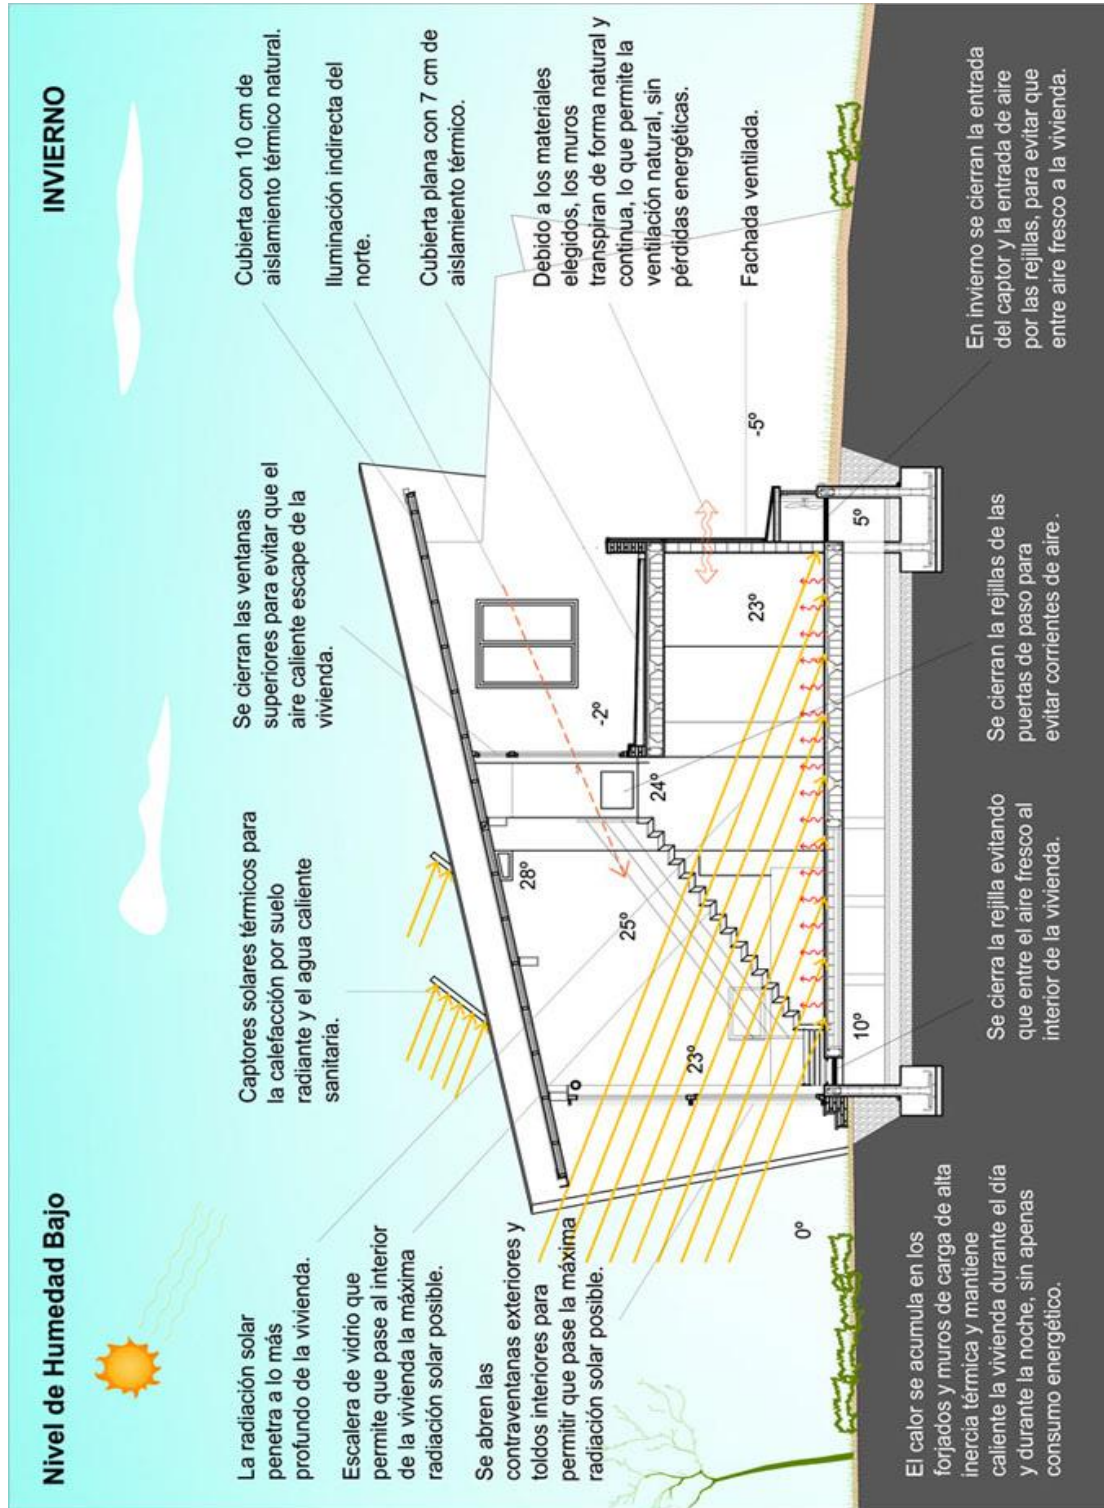 Nivel de Humedad Bajo
INVIERNO
La radiación solar
penetra a lo más
profundo de la vivienda.
Escalera de vidrio que
permite que pase al interior
de la vivienda la máxima
radiación solar posible.
Se abren las
contraventanas exteriores y
toldos interiores para
permitir que pase la máxima
radiación solar posible.
Captores solares térmicos para
la calefacción por suelo
radiante y el agua caliente
sanitaria.
Se cierran las ventanas
superiores para evitar que el
aire caliente escape de la
vivienda.
Cubierta con 10 cm de
aislamiento térmico natural.
Iluminación indirecta del
norte.
Cubierta plana con 7 cm de
aislamiento térmico.
Debido a los materiales
elegidos, los muros
transpiran de forma natural y
continua, lo que permite la
ventilación natural, sin
pérdidas energéticas.
Fachada ventilada.
28º
25º
24º
-2º
23º
23º
-5º
0º
10º
5º
El calor se acumula en los
forjados y muros de carga de alta
inercia térmica y mantiene
caliente la vivienda durante el día
y durante la noche, sin apenas
consumo energético.
Se cierra la rejilla evitando
que entre el aire fresco al
interior de la vivienda.
Se cierran la rejillas de las
puertas de paso para
evitar corrientes de aire .
En invierno se cierran la entrada
del captor y la entrada de aire
por las rejillas, para evitar que
entre aire fresco a la vivienda.